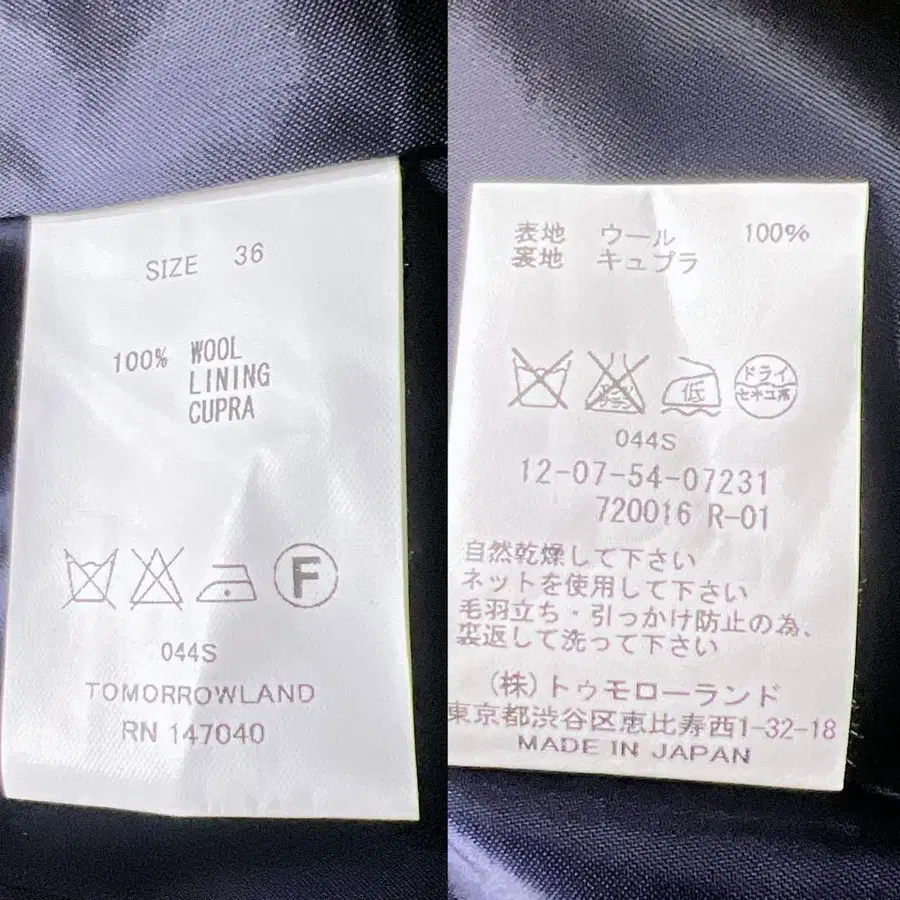 SIZE 36
100% WOOL
LINING
CUPRA
F
044S
TOMORROWLAND
RN 147040
表地 ウール 100%
裏地 キュプラ
低
ドライ
セキユ系
044S
12-07-54-07231
720016 R-01
自然乾燥して下さい
ネットを使用して下さい
毛羽立ち・引っかけ防止の為、
裏返して洗って下さい
(株)トゥモローランド
東京都渋谷区恵比寿西1-32-18
MADE IN JAPAN